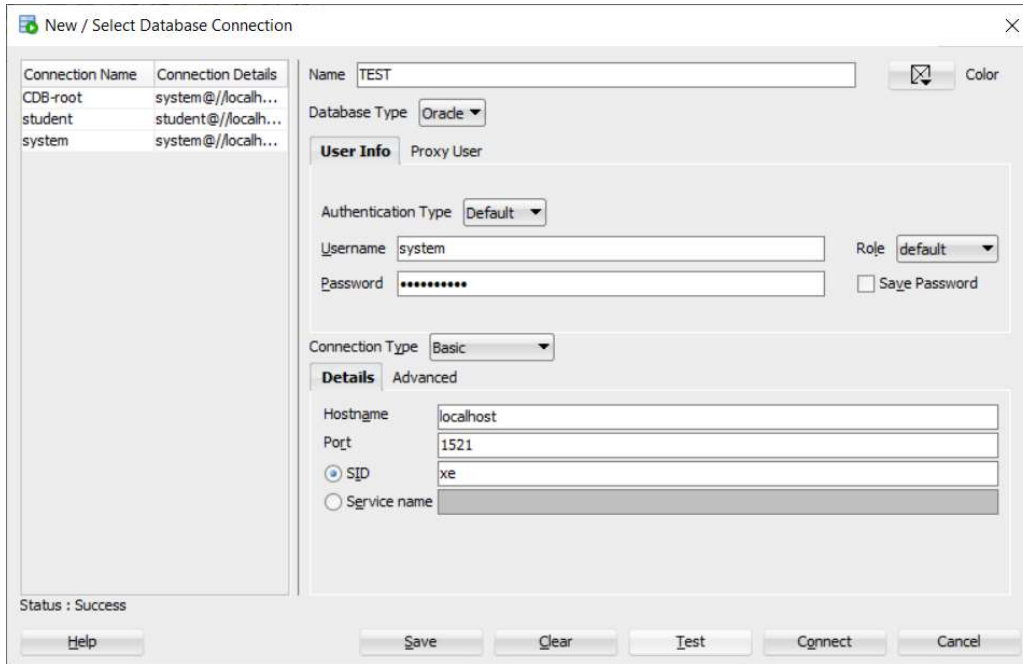 New / Select Database Connection
Connection Name Connection Details
CDB-root system@//localh...
student student@//localh...
system system@//localh...
Name TEST Color
Database Type Oracle
User Info Proxy User
Authentication Type Default
Username system Role default
Password •••••••••• Save Password
Connection Type Basic
Details Advanced
Hostname localhost
Port 1521
SID xe
Service name
Status : Success
Help Save Clear Test Connect Cancel